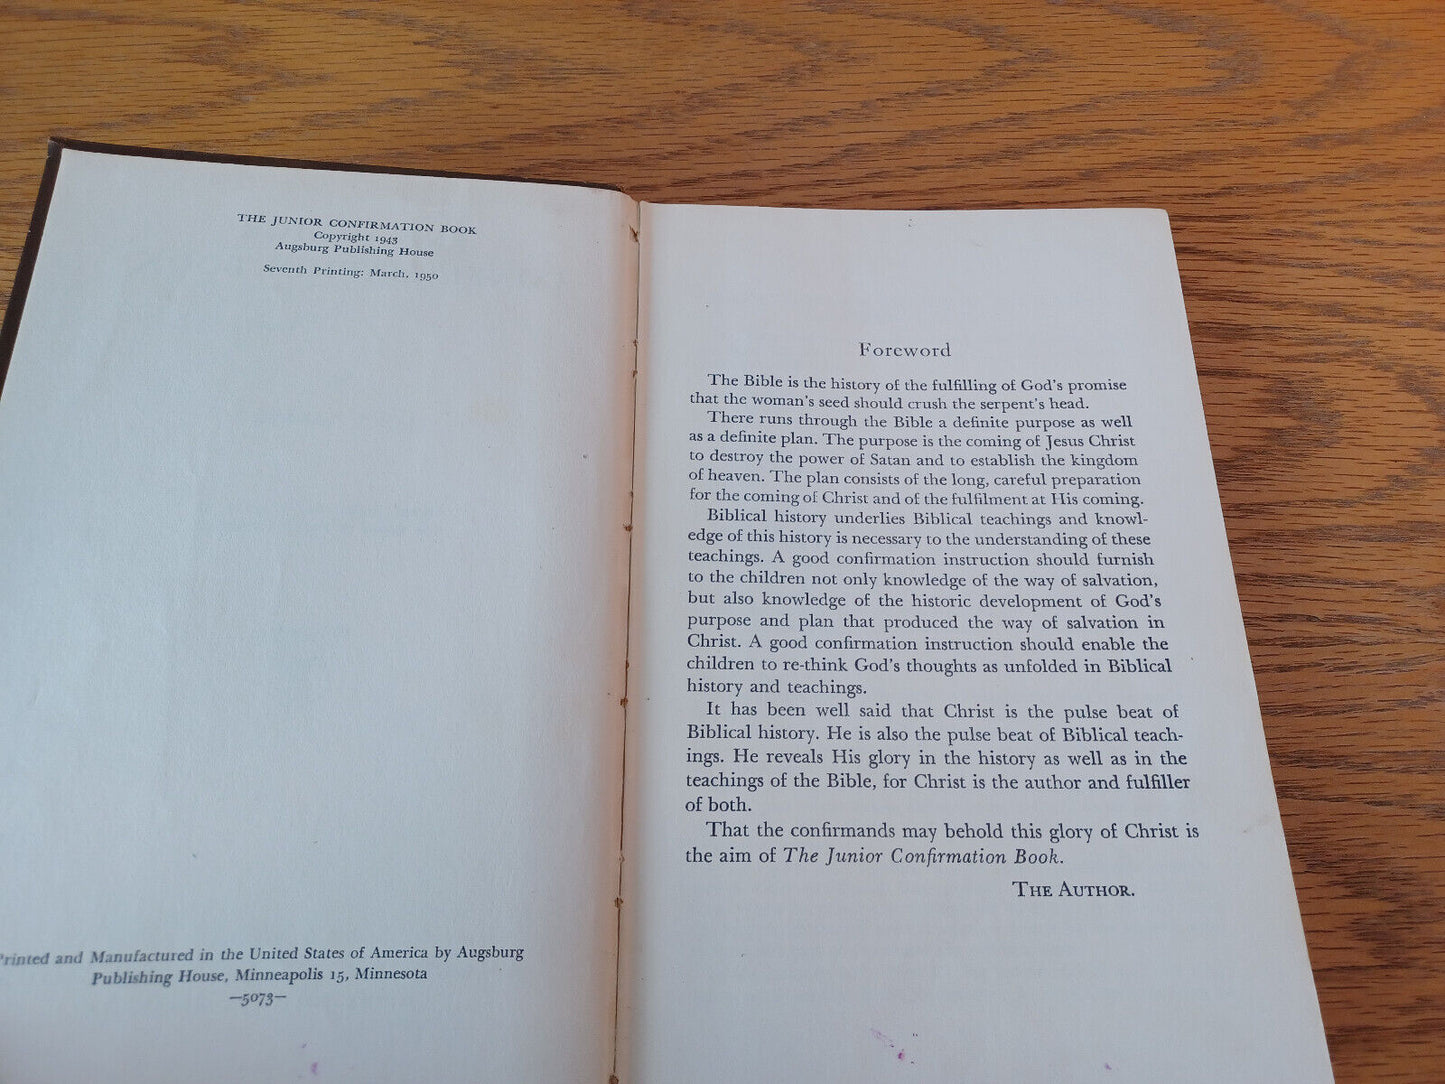 THE JUNIOR CONFIRMATION BOOK
Copyright 1943
Augsburg Publishing House
Seventh Printing: March, 1950
Printed and Manufactured in the United States of America by Augsburg
Publishing House, Minneapolis 15, Minnesota
—5073—
Foreword
The Bible is the history of the fulfilling of God's promise
that the woman's seed should crush the serpent's head.
There runs through the Bible a definite purpose as well
as a definite plan. The purpose is the coming of Jesus Christ
to destroy the power of Satan and to establish the kingdom
of heaven. The plan consists of the long, careful preparation
for the coming of Christ and of the fulfilment at His coming.
Biblical history underlies Biblical teachings and knowl-
edge of this history is necessary to the understanding of these
teachings. A good confirmation instruction should furnish
to the children not only knowledge of the way of salvation,
but also knowledge of the historic development of God's
purpose and plan that produced the way of salvation in
Christ. A good confirmation instruction should enable the
children to re-think God's thoughts as unfolded in Biblical
history and teachings.
It has been well said that Christ is the pulse beat of
Biblical history. He is also the pulse beat of Biblical teach-
ings. He reveals His glory in the history as well as in the
teachings of the Bible, for Christ is the author and fulfiller
of both.
That the confirmands may behold this glory of Christ is
the aim of The Junior Confirmation Book.
THE AUTHOR.